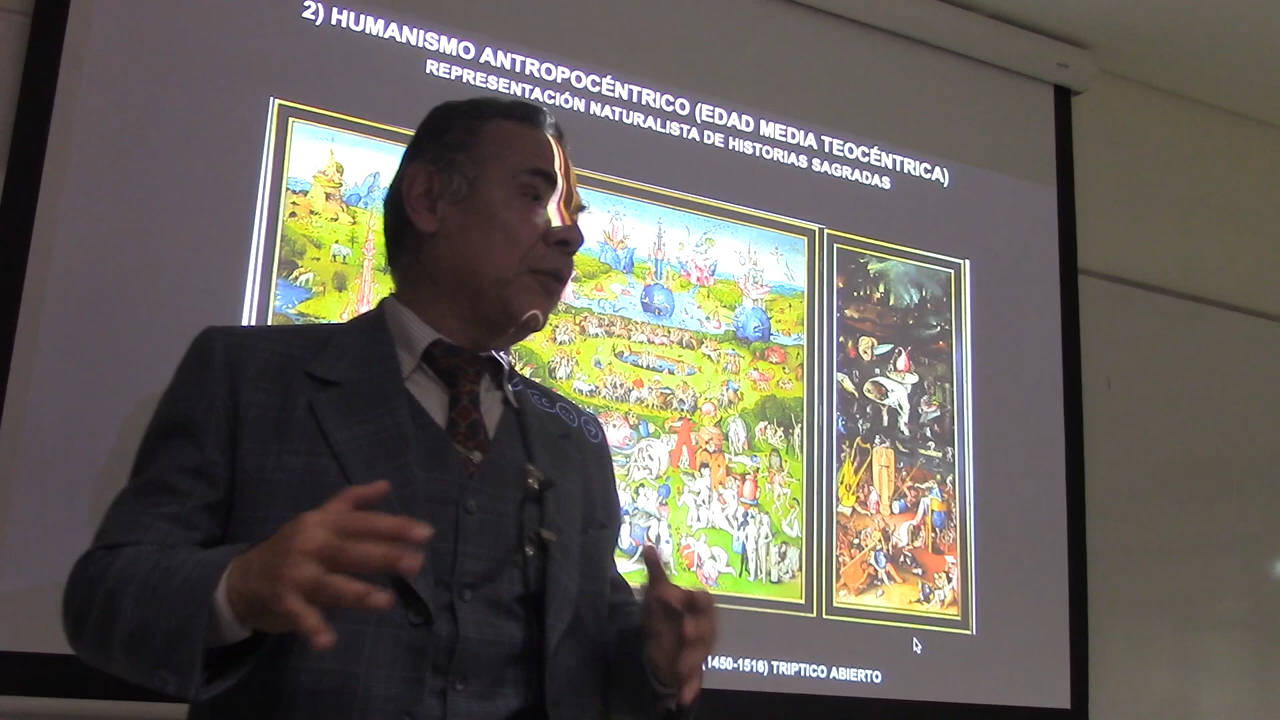 2) HUMANISMO ANTROPOCÉNTRICO (EDAD MEDIA TEOCÉNTRICA)
REPRESENTACIÓN NATURALISTA DE HISTORIAS SAGRADAS
(1450-1516) TRIPTICO ABIERTO